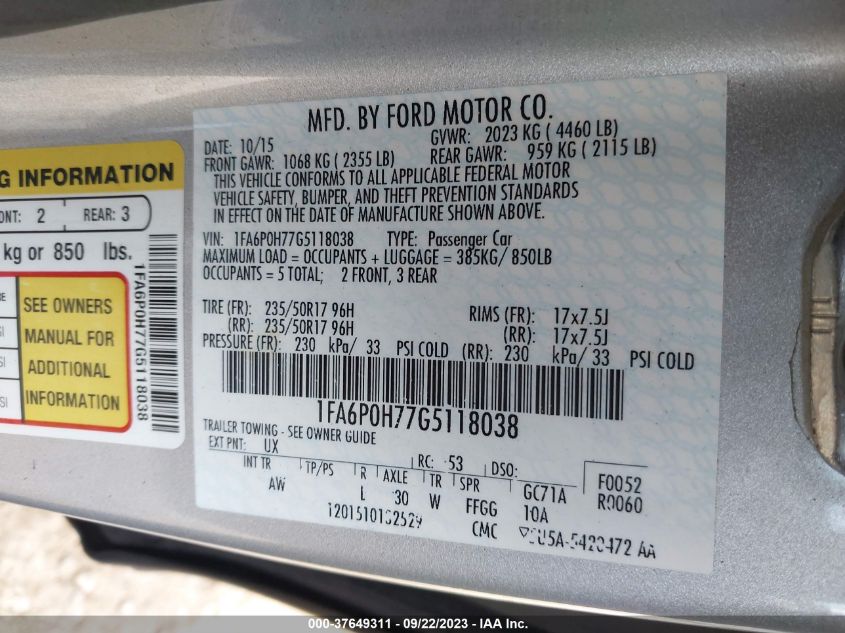 MFD. BY FORD MOTOR CO.
DATE: 10/15 GVWR: 2023 KG ( 4460 LB)
FRONT GAWR: 1068 KG ( 2355 LB) REAR GAWR: 959 KG ( 2115 LB)
THIS VEHICLE CONFORMS TO ALL APPLICABLE FEDERAL MOTOR
VEHICLE SAFETY, BUMPER, AND THEFT PREVENTION STANDARDS
IN EFFECT ON THE DATE OF MANUFACTURE SHOWN ABOVE.
VIN: 1FA6P0H77G5118038 TYPE: Passenger Car
MAXIMUM LOAD = OCCUPANTS + LUGGAGE = 385KG/ 850LB
OCCUPANTS = 5 TOTAL; 2 FRONT, 3 REAR
TIRE (FR): 235/50R17 96H RIMS (FR): 17x7.5J
(RR): 235/50R17 96H (RR): 17x7.5J
PRESSURE (FR): 230 kPa/ 33 PSI COLD (RR): 230 kPa/ 33 PSI COLD
1FA6P0H77G5118038
TRAILER TOWING - SEE OWNER GUIDE
EXT PNT: UX RC: 53 DSO:
INT TR TP/PS R AXLE TR SPR GC71A F0052
AW L 30 W FFGG 10A R0060
CMC
G INFORMATION
2 REAR: 3
kg or 850 lbs.
SEE OWNERS
MANUAL FOR
ADDITIONAL
INFORMATION
1FA6P0H77G5118038
000-37649311 - 09/22/2023 - © IAA Inc.